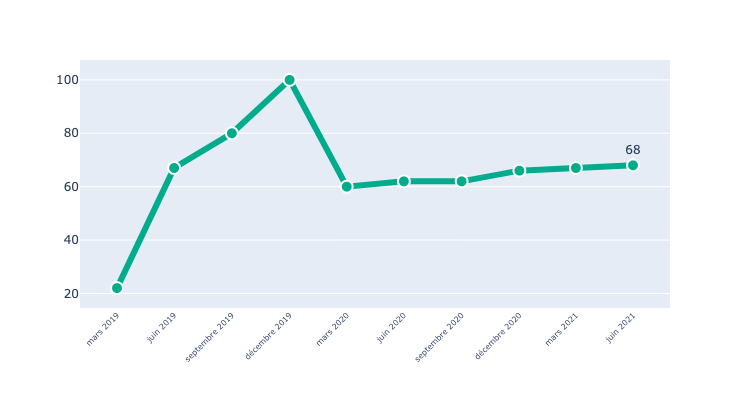 100
80
60
40
20
68
mars 2019
juin 2019
septembre 2019
décembre 2019
mars 2020
juin 2020
septembre 2020
décembre 2020
mars 2021
juin 2021